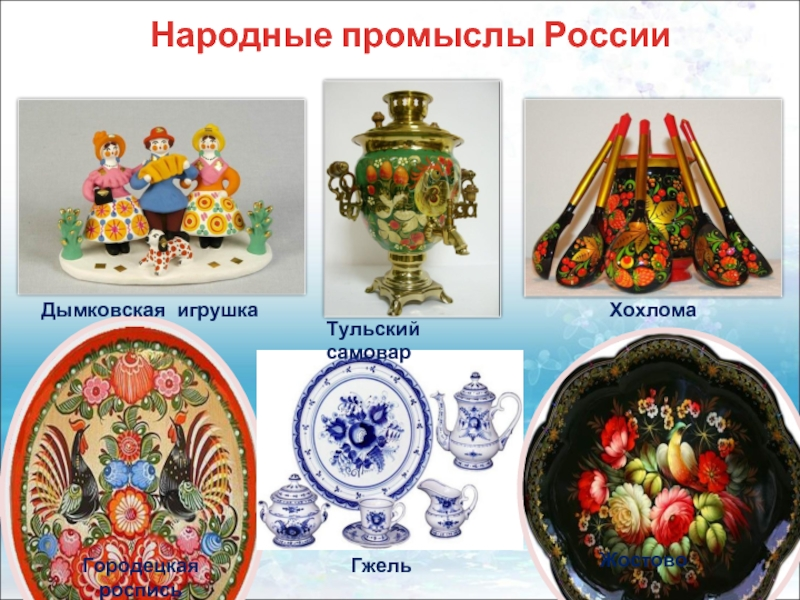 Народные промыслы России
Дымковская игрушка
Тульский
самовар
Хохлома
Городецкая
роспись
Гжель
Жостово